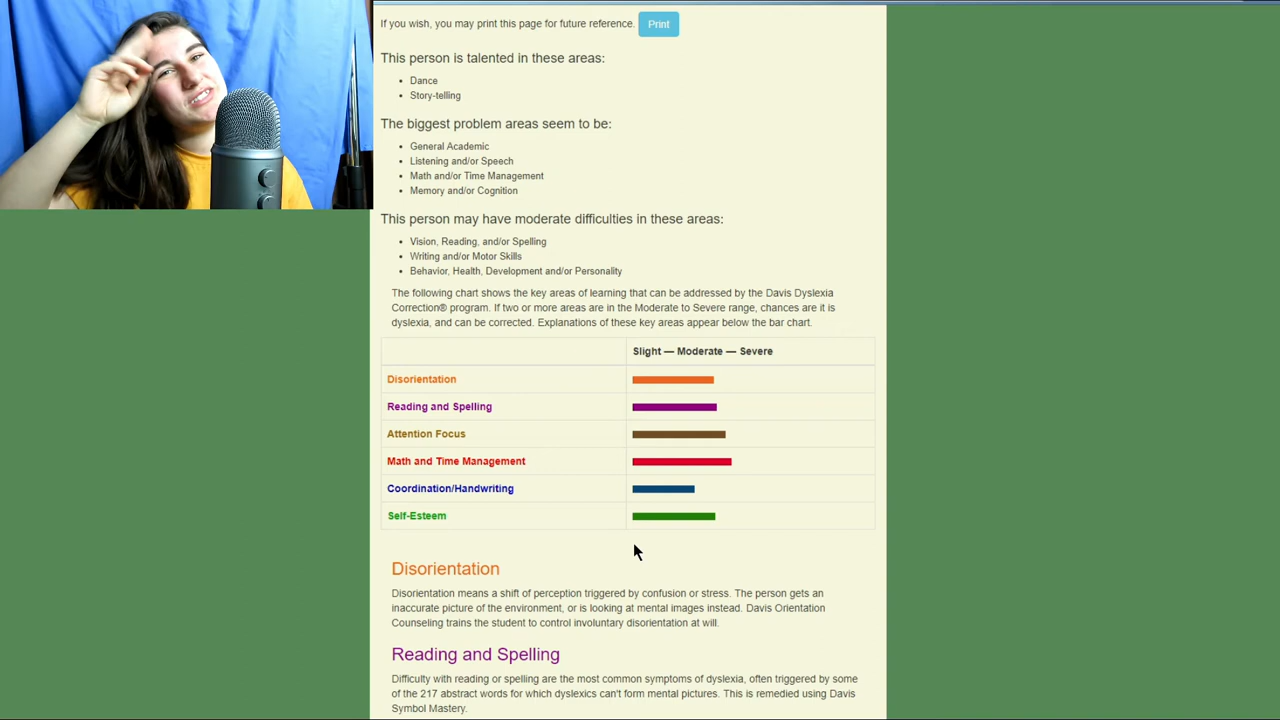 If you wish, you may print this page for future reference. Print
This person is talented in these areas:
• Dance
• Story-telling
The biggest problem areas seem to be:
• General Academic
• Listening and/or Speech
• Math and/or Time Management
• Memory and/or Cognition
This person may have moderate difficulties in these areas:
• Vision, Reading, and/or Spelling
• Writing and/or Motor Skills
• Behavior, Health, Development and/or Personality
The following chart shows the key areas of learning that can be addressed by the Davis Dyslexia
Correction® program. If two or more areas are in the Moderate to Severe range, chances are it is
dyslexia, and can be corrected. Explanations of these key areas appear below the bar chart.
Slight — Moderate — Severe
Disorientation
Reading and Spelling
Attention Focus
Math and Time Management
Coordination/Handwriting
Self-Esteem
Disorientation
Disorientation means a shift of perception triggered by confusion or stress. The person gets an
inaccurate picture of the environment, or is looking at mental images instead. Davis Orientation
Counseling trains the student to control involuntary disorientation at will.
Reading and Spelling
Difficulty with reading or spelling are the most common symptoms of dyslexia, often triggered by some
of the 217 abstract words for which dyslexics can't form mental pictures. This is remedied using Davis
Symbol Mastery.